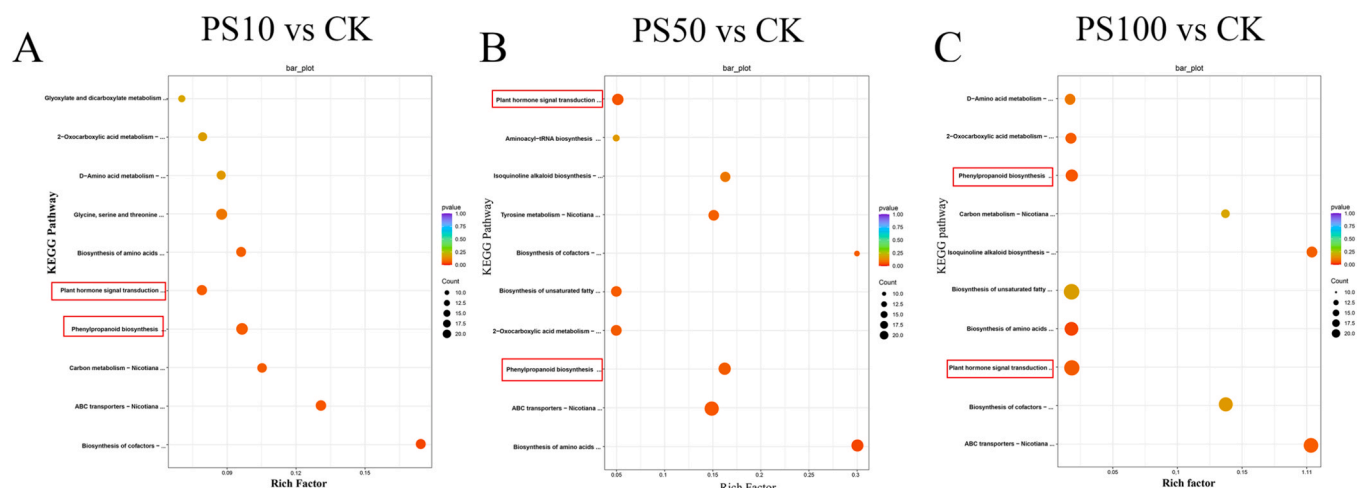 PS10 vs CK
A
bar_plot
Glyoxylate and dicarboxylate metabolism ...
2−Oxocarboxylic acid metabolism − ...
D−Amino acid metabolism − ...
Glycine, serine and threonine ...
Biosynthesis of amino acids ...
Plant hormone signal transduction ...
Phenylpropanoid biosynthesis ...
Carbon metabolism − Nicotiana ...
ABC transporters − Nicotiana ...
Biosynthesis of cofactors − ...
KEGG Pathway
0.09
0.12
0.15
Rich Factor
pvalue
1.00
0.75
0.50
0.25
0.00
Count
10.0
12.5
15.0
17.5
20.0
PS50 vs CK
B
bar_plot
Plant hormone signal transduction ...
Aminoacyl−tRNA biosynthesis ...
Isoquinoline alkaloid biosynthesis − ...
Tyrosine metabolism − Nicotiana ...
Biosynthesis of cofactors − ...
Biosynthesis of unsaturated fatty ...
2−Oxocarboxylic acid metabolism − ...
Phenylpropanoid biosynthesis ...
ABC transporters − Nicotiana ...
Biosynthesis of amino acids ...
KEGG Pathway
0.05
0.1
0.15
0.2
0.25
0.3
Rich Factor
pvalue
1.00
0.75
0.50
0.25
0.00
Count
10.0
12.5
15.0
17.5
20.0
PS100 vs CK
C
bar_plot
D−Amino acid metabolism − ...
2−Oxocarboxylic acid metabolism − ...
Phenylpropanoid biosynthesis ...
Carbon metabolism − Nicotiana ...
Isoquinoline alkaloid biosynthesis − ...
Biosynthesis of unsaturated fatty ...
Biosynthesis of amino acids ...
Plant hormone signal transduction ...
Biosynthesis of cofactors − ...
ABC transporters − Nicotiana ...
KEGG pathway
0.05
0.1
0.15
1.11
Rich factor
pvalue
1.00
0.75
0.50
0.25
0.00
Count
10.0
12.5
15.0
17.5
20.0